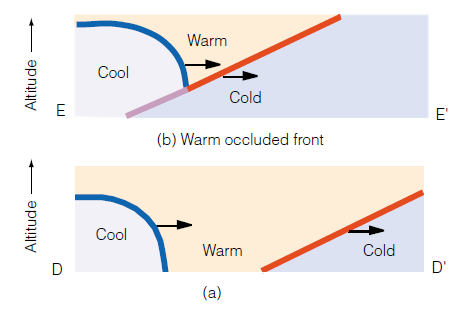 Altitude
Warm
Cool
Cold
E
E'
(b) Warm occluded front
Altitude
Cool
Warm
Cold
D
D'
(a)